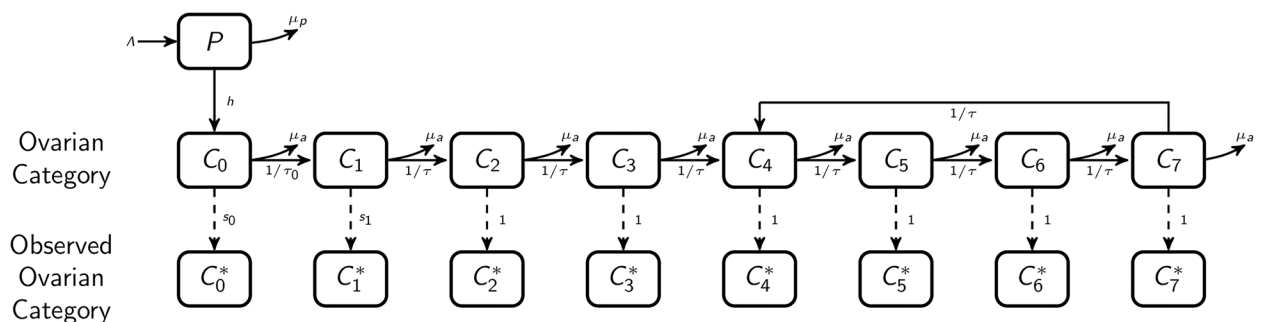 Λ
P
μp
h
1/τ
Ovarian
Category
C0
μa
1/τ0
C1
μa
1/τ
C2
μa
1/τ
C3
μa
1/τ
C4
μa
1/τ
C5
μa
1/τ
C6
μa
1/τ
C7
μa
s0
s1
1
1
1
1
1
1
Observed
Ovarian
Category
C0*
C1*
C2*
C3*
C4*
C5*
C6*
C7*